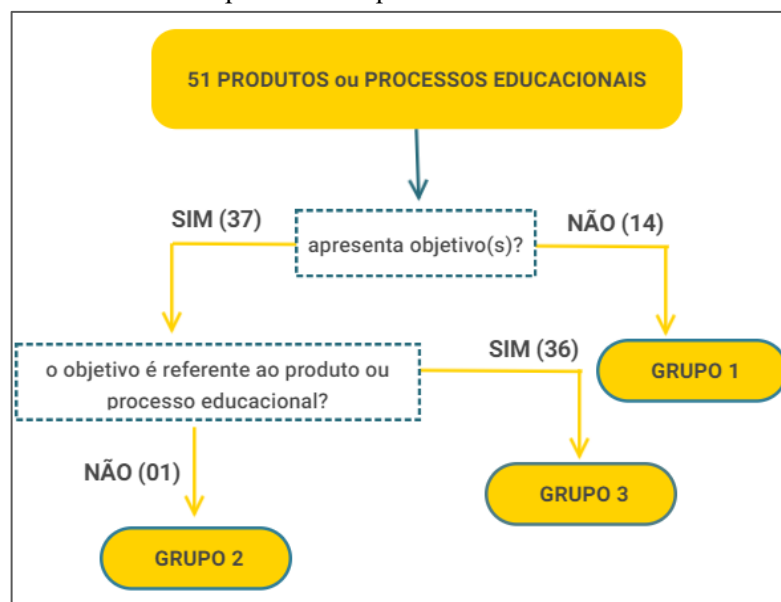 51 PRODUTOS ou PROCESSOS EDUCACIONAIS
SIM (37)
NÃO (14)
apresenta objetivo(s)?
SIM (36)
GRUPO 1
o objetivo é referente ao produto ou
processo educacional?
NÃO (01)
GRUPO 3
GRUPO 2